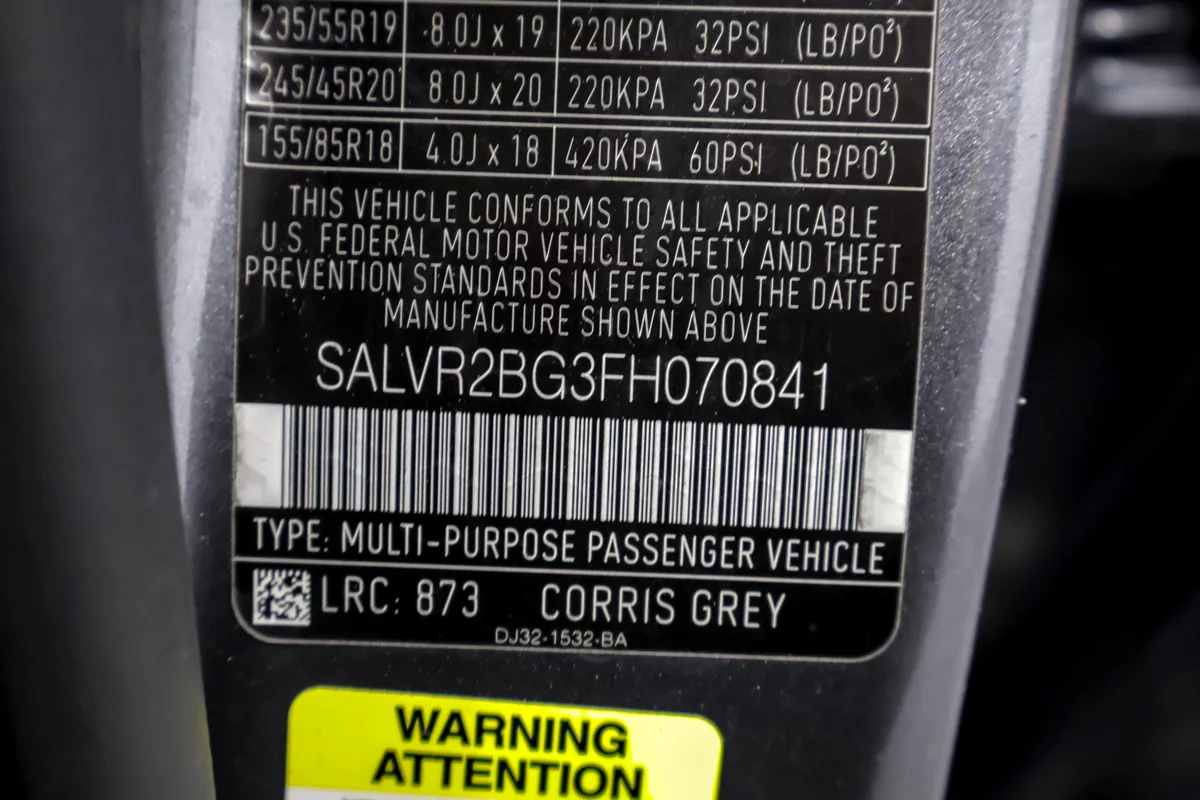 235/55R19 8.0J x 19 220KPA 32PSI (LB/PO²)
245/45R20 8.0J x 20 220KPA 32PSI (LB/PO²)
155/85R18 4.0J x 18 420KPA 60PSI (LB/PO²)
THIS VEHICLE CONFORMS TO ALL APPLICABLE
U.S. FEDERAL MOTOR VEHICLE SAFETY AND THEFT
PREVENTION STANDARDS IN EFFECT ON THE DATE OF
MANUFACTURE SHOWN ABOVE
SALVR2BG3FH070841
TYPE: MULTI-PURPOSE PASSENGER VEHICLE
LRC: 873 CORRIS GREY
DJ32-1532-BA
WARNING
ATTENTION